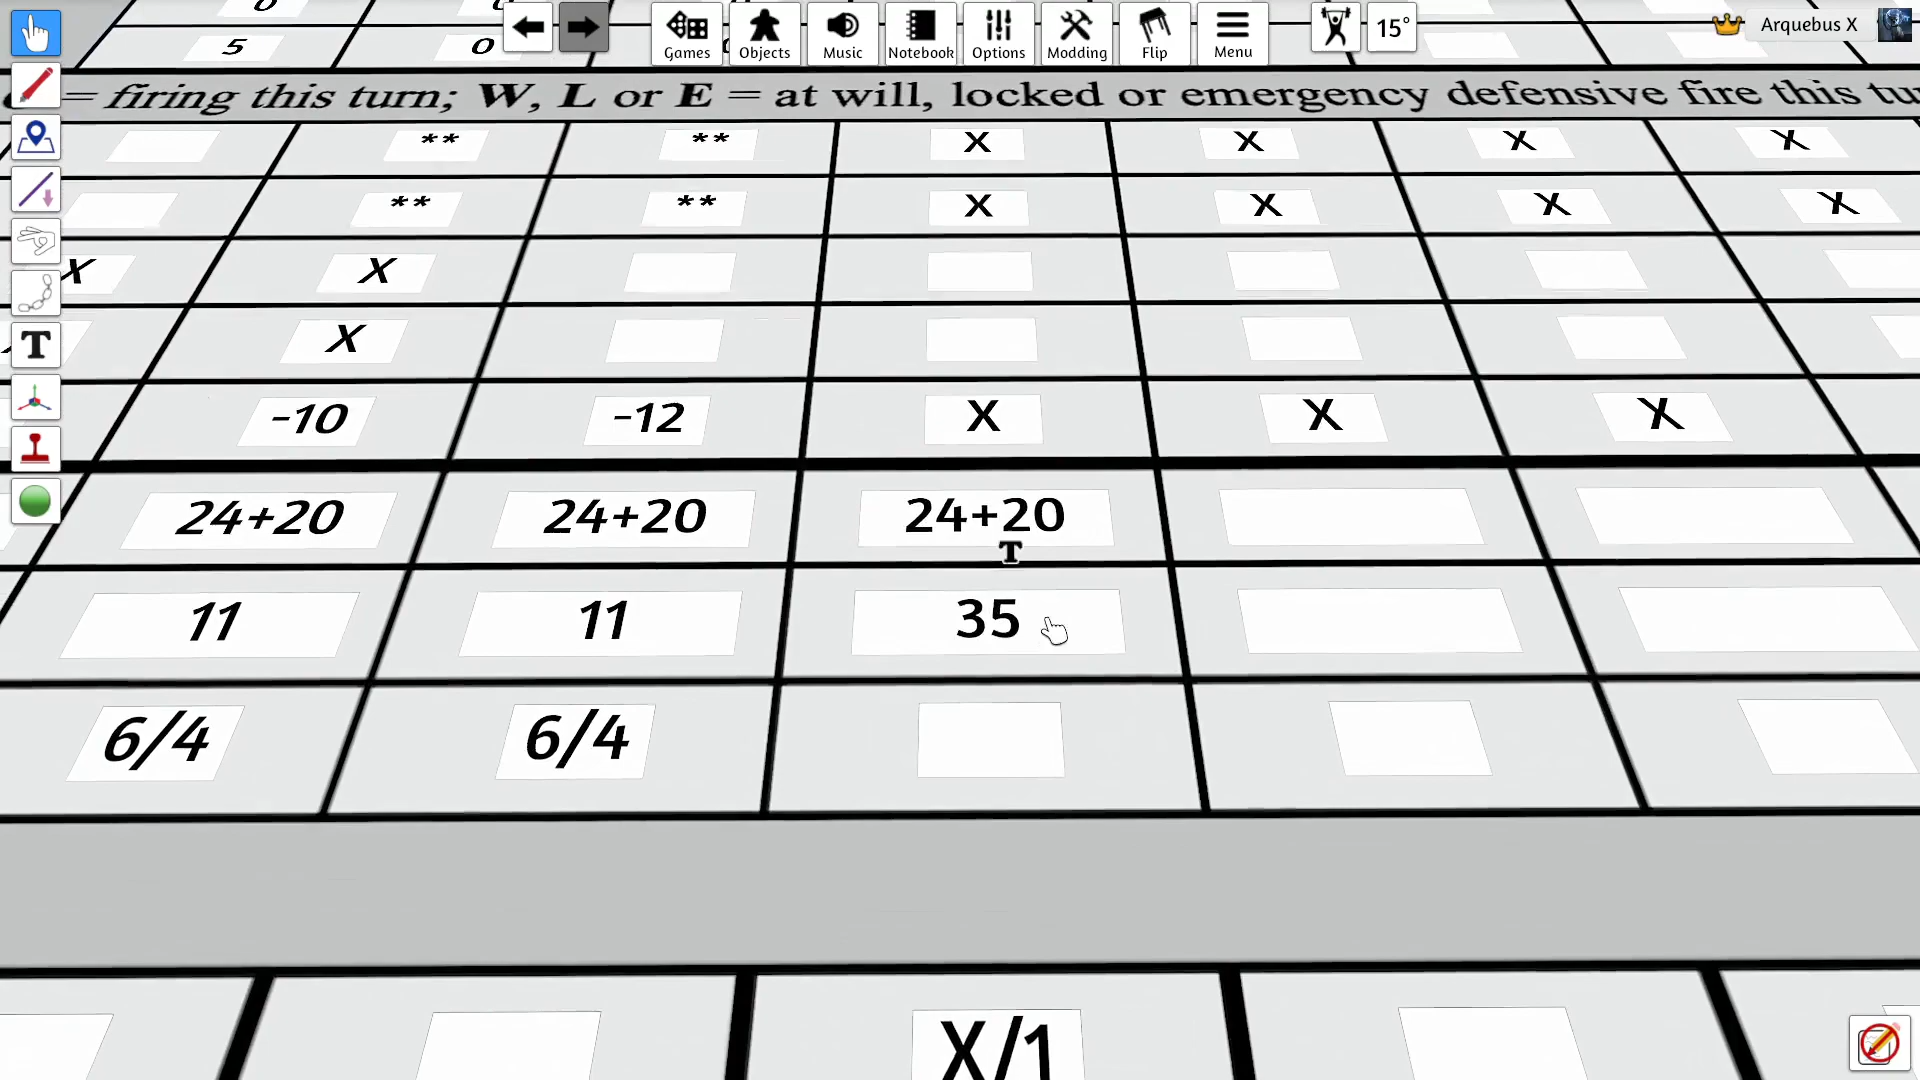 5 0
Games Objects Music Notebook Options Modding Flip Menu 15° Arquebus X
= firing this turn; W, L or E = at will, locked or emergency defensive fire this tu
** ** X X X X
** ** X X X X
X X
X
-10 -12 X X X
24+20 24+20 24+20
T
11 11 35
6/4 6/4
X/1
T